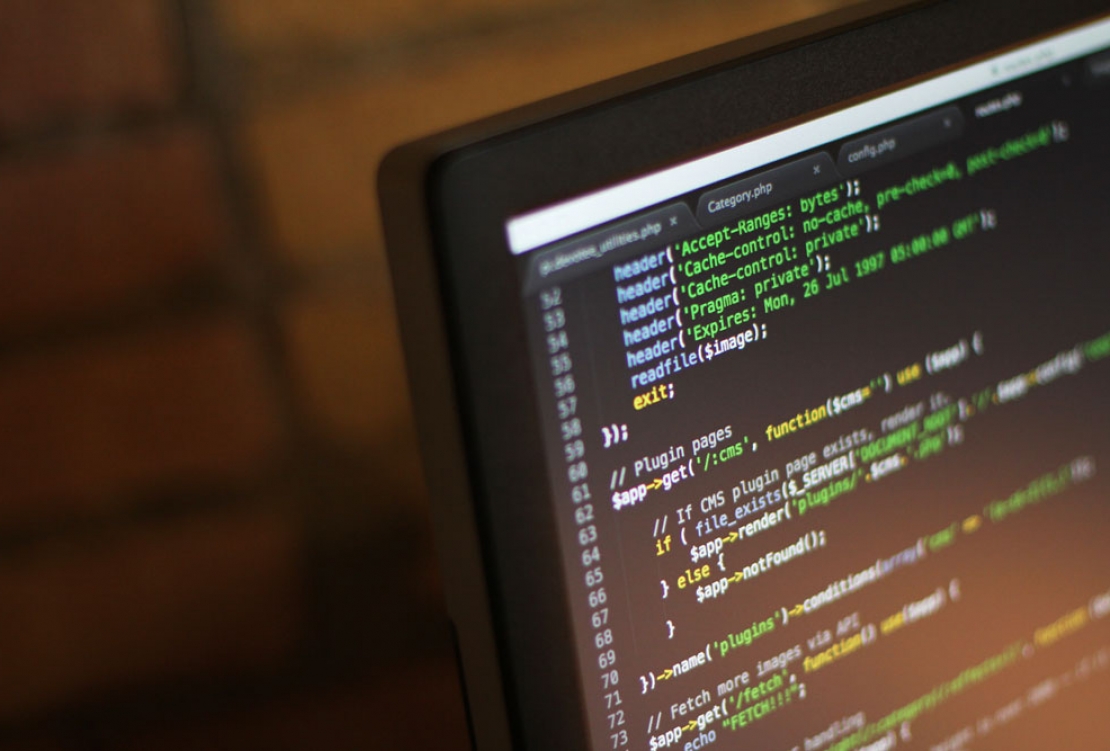 utilities.php × Category.php × config.php × routes.php
52 header('Accept-Ranges: bytes');
53 header('Cache-control: no-cache, pre-check=0, post-check=0');
54 header('Cache-control: private');
55 header('Pragma: private');
56 header('Expires: Mon, 26 Jul 1997 05:00:00 GMT');
57 readfile($image);
58 exit;
59 });
60
61 // Plugin pages
62 $app->get('/:cms', function($cms='') use ($app) {
63
64 // If CMS plugin page exists, render it.
65 if ( file_exists($_SERVER['DOCUMENT_ROOT'].'/'.$app->config(
66 $app->render('plugins/'.$cms.'.php');
67 } else {
68 $app->notFound();
69 }
70
71 })->name('plugins')->conditions(array('cms' =>
72 // Fetch more images via API
73 $app->get('/fetch', function() use($app) {
echo "FETCH!!!";
handling